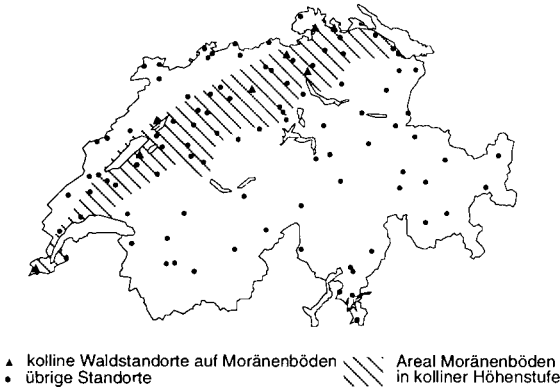 kolline Waldstandorte auf Moränenböden
übrige Standorte
Areal Moränenböden
in kolliner Höhenstufe